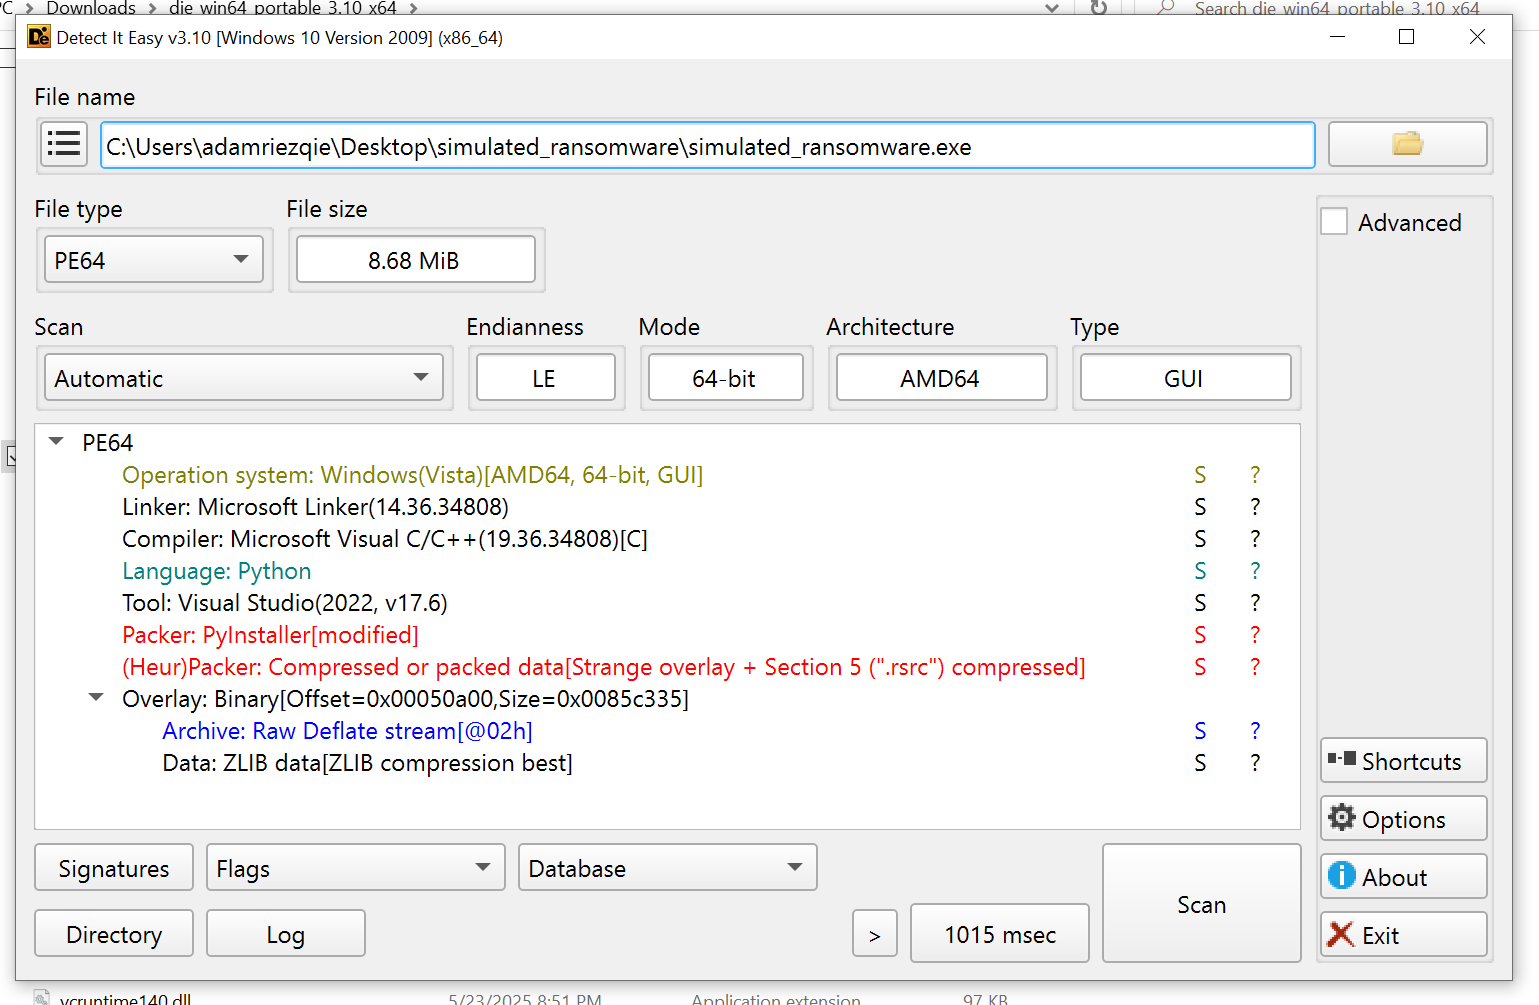 PC > Downloads > die_win64_portable_3.10_x64 >
Search die_win64_portable_3.10_x64
Detect It Easy v3.10 [Windows 10 Version 2009] (x86_64)
File name
C:\Users\adamriezqie\Desktop\simulated_ransomware\simulated_ransomware.exe
File type
File size
Advanced
PE64
8.68 MiB
Scan
Endianness
Mode
Architecture
Type
Automatic
LE
64-bit
AMD64
GUI
PE64
Operation system: Windows(Vista)[AMD64, 64-bit, GUI] S ?
Linker: Microsoft Linker(14.36.34808) S ?
Compiler: Microsoft Visual C/C++(19.36.34808)[C] S ?
Language: Python S ?
Tool: Visual Studio(2022, v17.6) S ?
Packer: PyInstaller[modified] S ?
(Heur)Packer: Compressed or packed data[Strange overlay + Section 5 (".rsrc") compressed] S ?
Overlay: Binary[Offset=0x00050a00,Size=0x0085c335]
Archive: Raw Deflate stream[@02h] S ?
Data: ZLIB data[ZLIB compression best] S ?
Shortcuts
Options
About
Exit
Signatures
Flags
Database
Scan
Directory
Log
>
1015 msec
vcruntime140.dll 5/23/2025 8:51 PM Application extension 97 KB